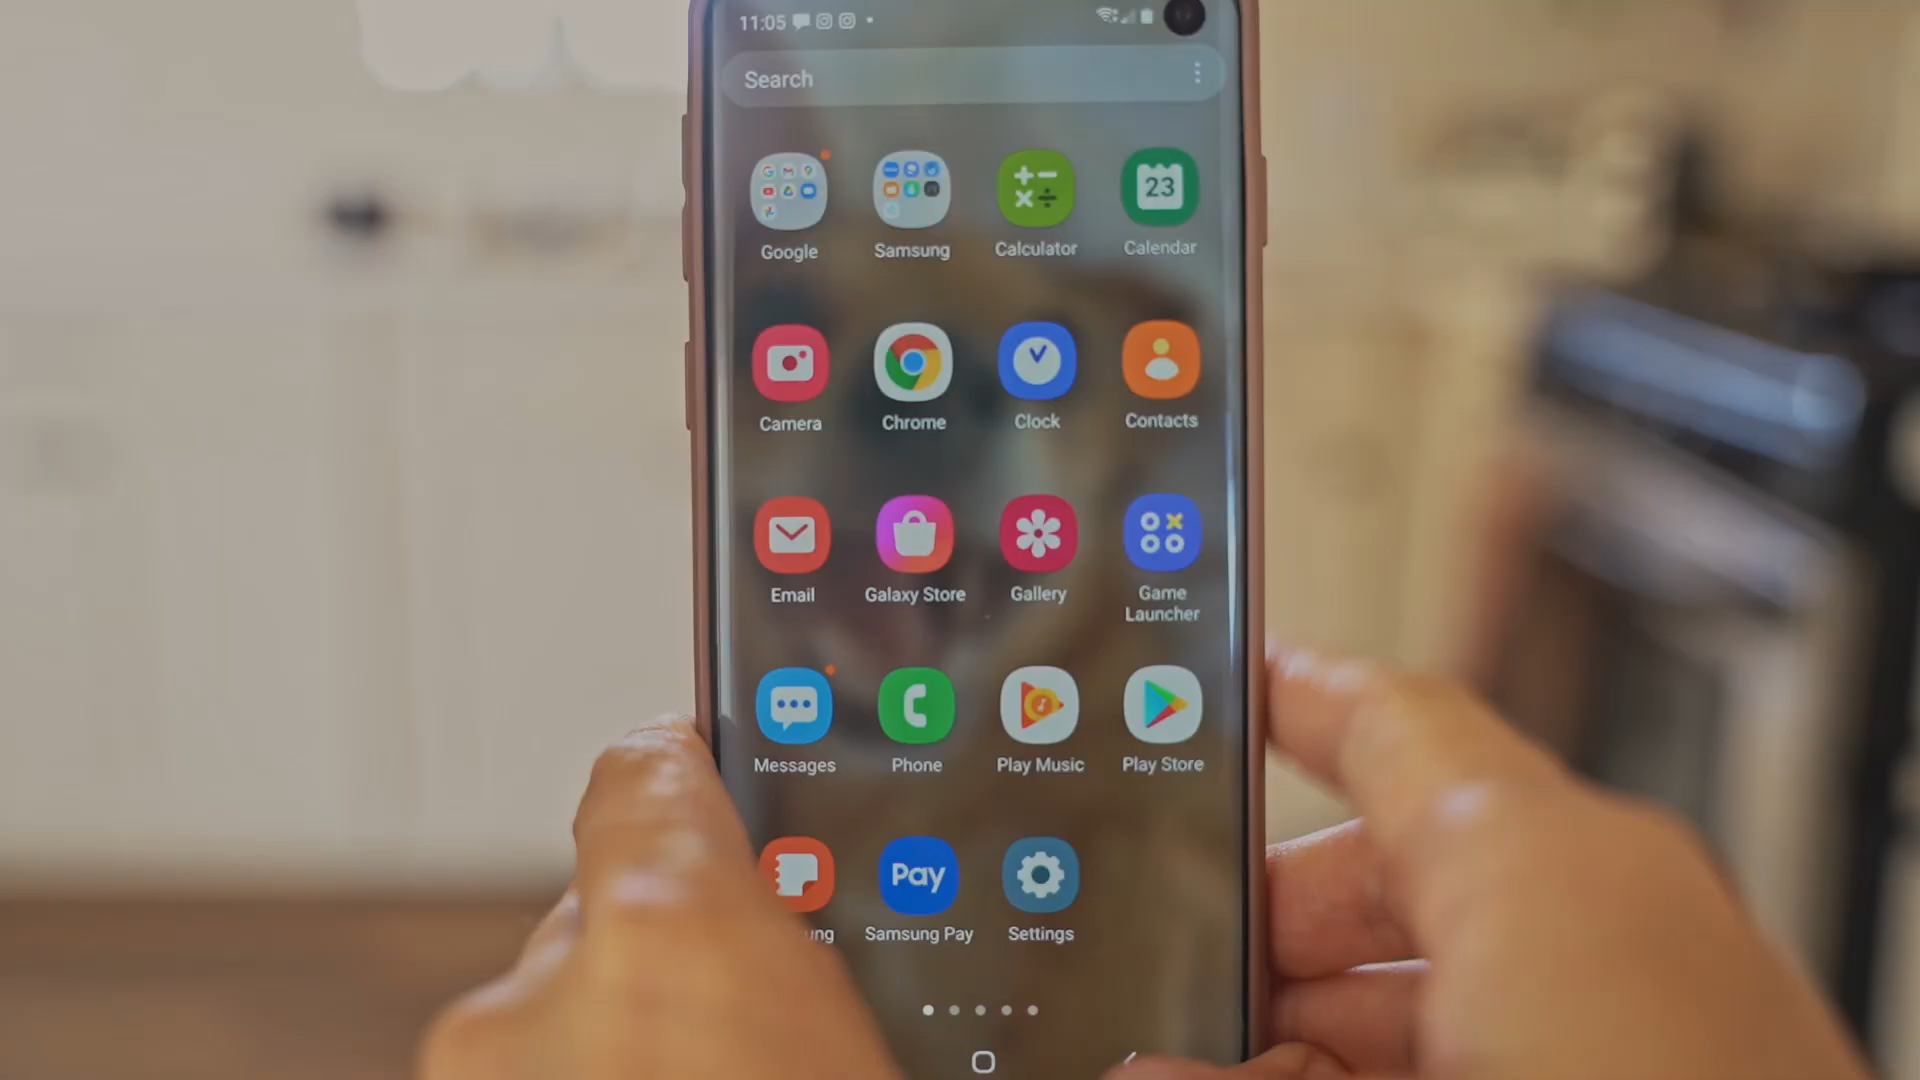 11:05
Search
23
Google
Samsung
Calculator
Calendar
Camera
Chrome
Clock
Contacts
Email
Galaxy Store
Gallery
Game
Launcher
Messages
Phone
Play Music
Play Store
Pay
ung
Samsung Pay
Settings